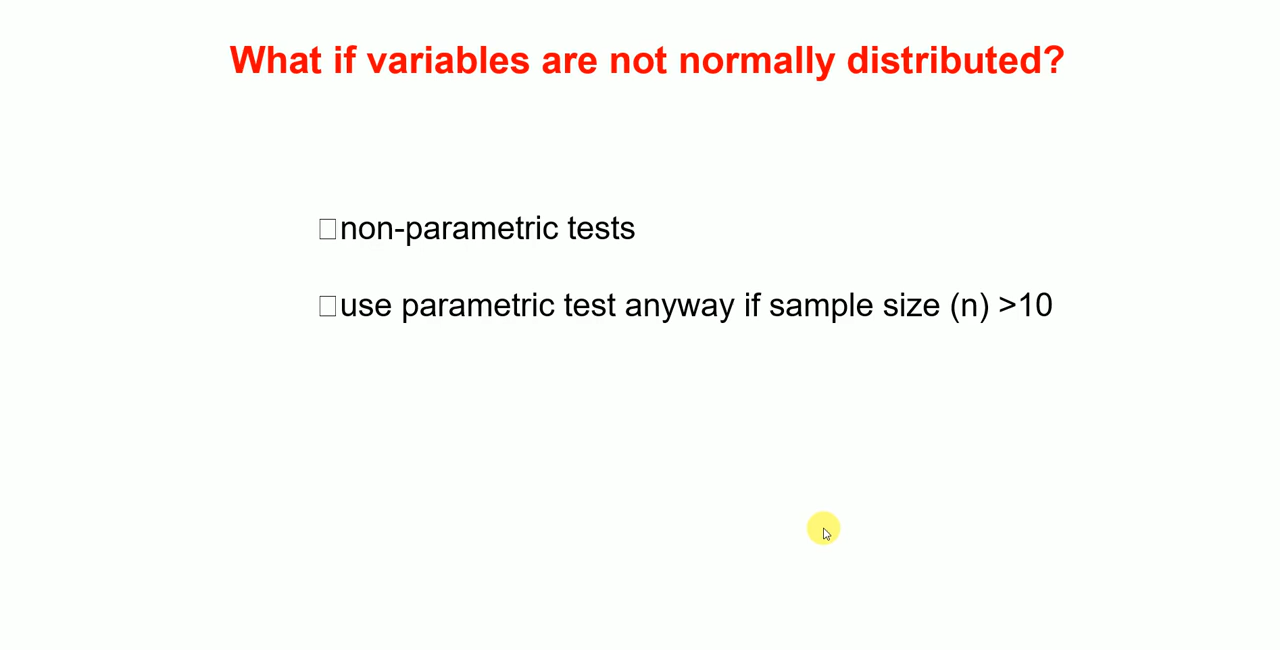 What if variables are not normally distributed?
□non-parametric tests
□use parametric test anyway if sample size (n) >10